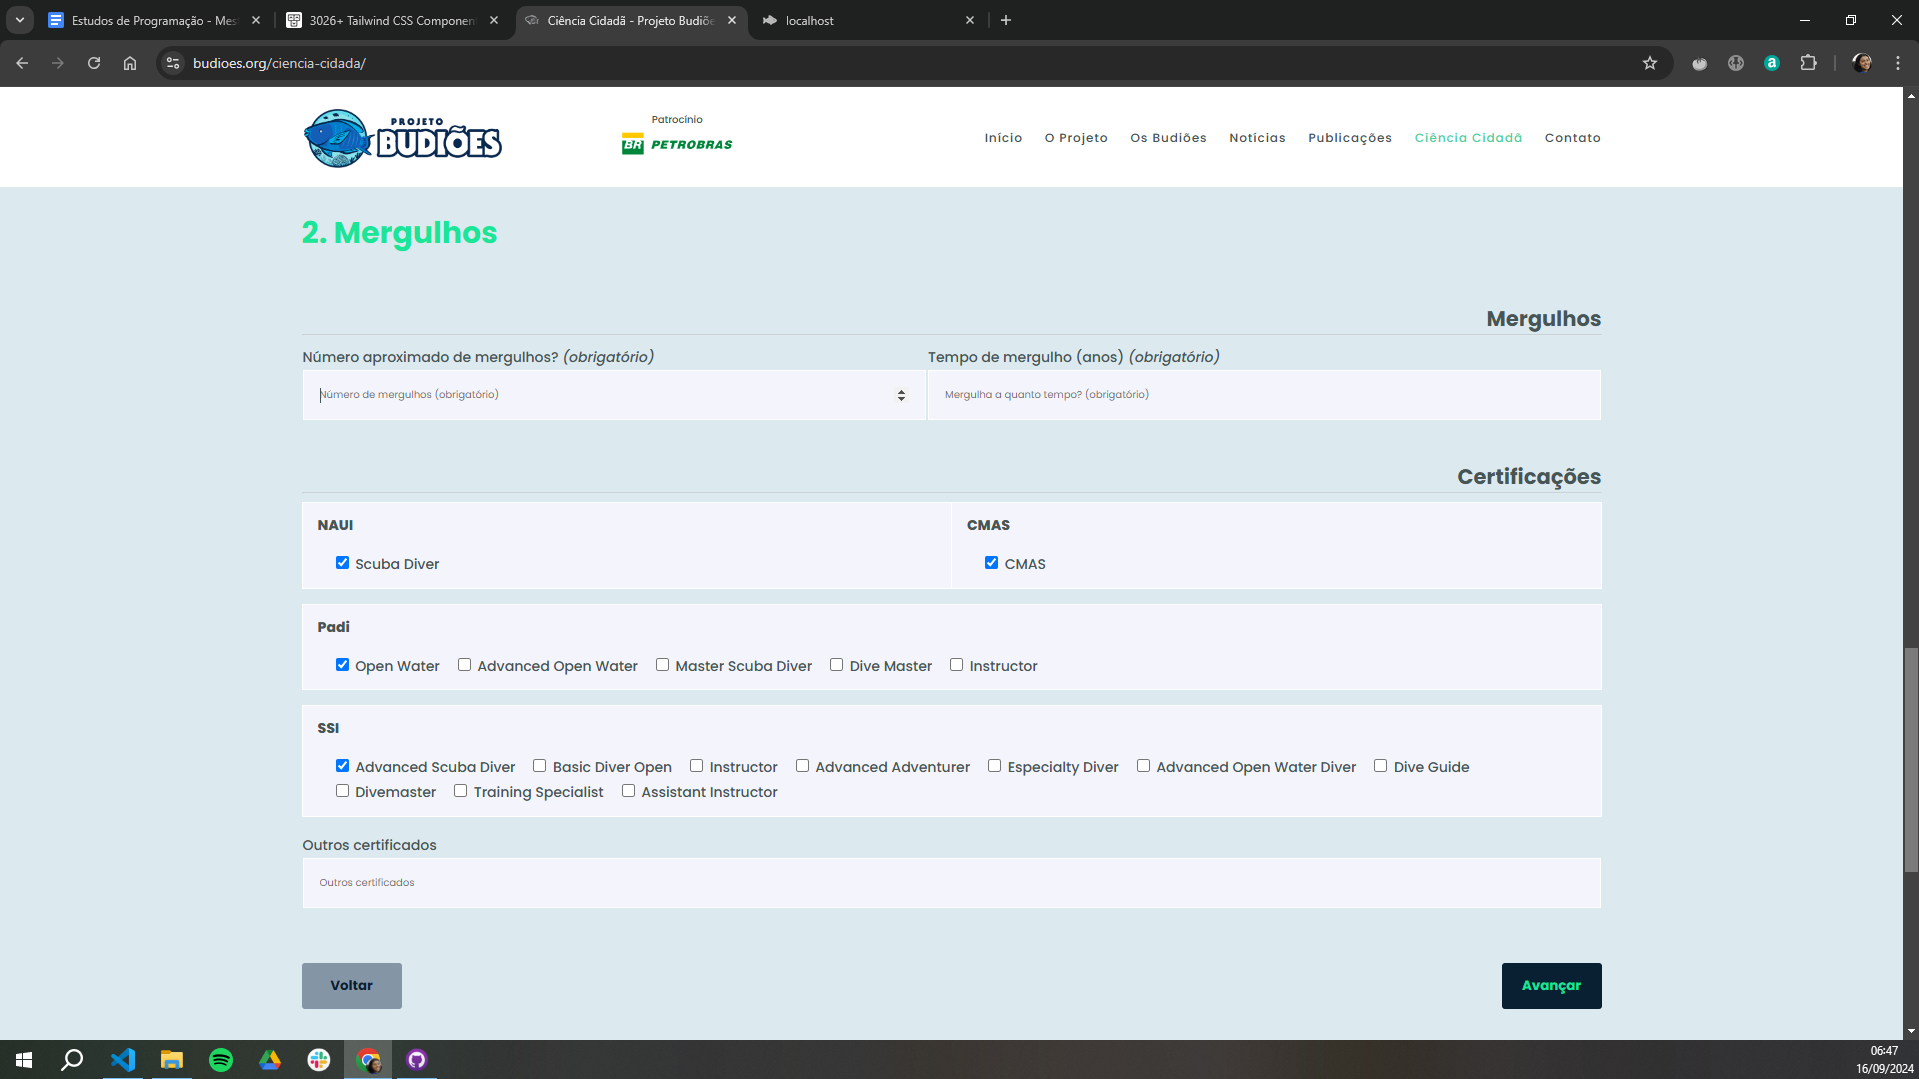 Estudos de Programação - Mes
3026+ Tailwind CSS Componen
Ciência Cidadã - Projeto Budiõe
localhost
budioes.org/ciencia-cidada/
PROJETO
BUDIÕES
Patrocínio
BR PETROBRAS
Início
O Projeto
Os Budiões
Notícias
Publicações
Ciência Cidadã
Contato
2. Mergulhos
Mergulhos
Número aproximado de mergulhos? (obrigatório)
Tempo de mergulho (anos) (obrigatório)
Número de mergulhos (obrigatório)
Mergulha a quanto tempo? (obrigatório)
Certificações
NAUI
CMAS
Scuba Diver
CMAS
Padi
Open Water Advanced Open Water Master Scuba Diver Dive Master Instructor
SSI
Advanced Scuba Diver Basic Diver Open Instructor Advanced Adventurer Especialty Diver Advanced Open Water Diver Dive Guide
Divemaster Training Specialist Assistant Instructor
Outros certificados
Outros certificados
Voltar
Avançar
06:47
16/09/2024